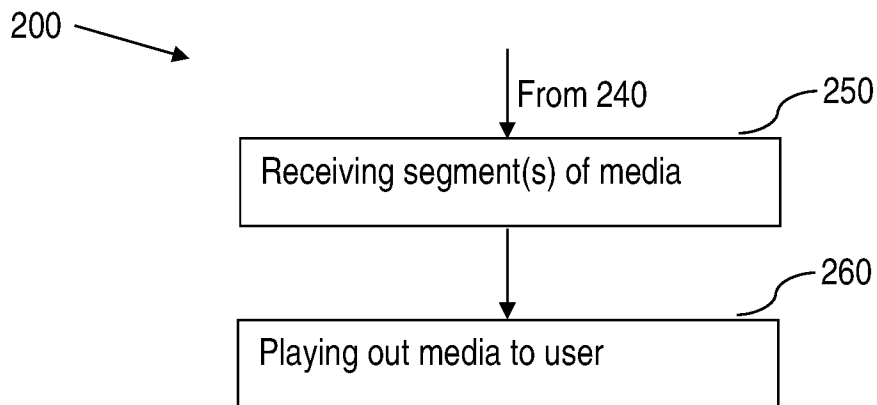 200
From 240
250
Receiving segment(s) of media
260
Playing out media to user